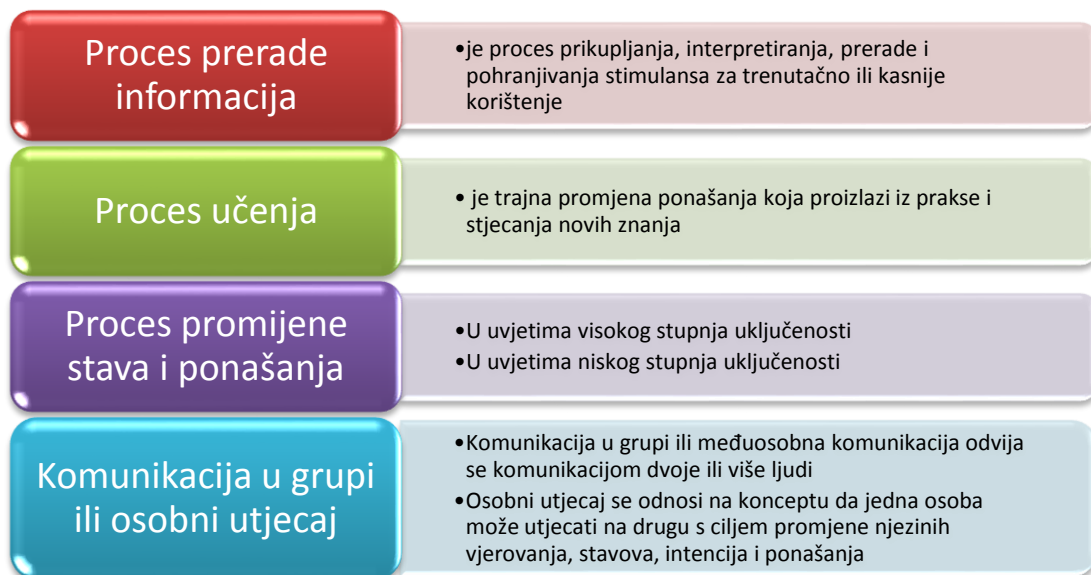 Proces prerade
informacija
•je proces prikupljanja, interpretiranja, prerade i
pohranjivanja stimulansa za trenutačno ili kasnije
korištenje
Proces učenja
• je trajna promjena ponašanja koja proizlazi iz prakse i
stjecanja novih znanja
Proces promijene
stava i ponašanja
•U uvjetima visokog stupnja uključenosti
•U uvjetima niskog stupnja uključenosti
Komunikacija u grupi
ili osobni utjecaj
•Komunikacija u grupi ili međuosobna komunikacija odvija
se komunikacijom dvoje ili više ljudi
•Osobni utjecaj se odnosi na konceptu da jedna osoba
može utjecati na drugu s ciljem promjene njezinih
vjerovanja, stavova, intencija i ponašanja